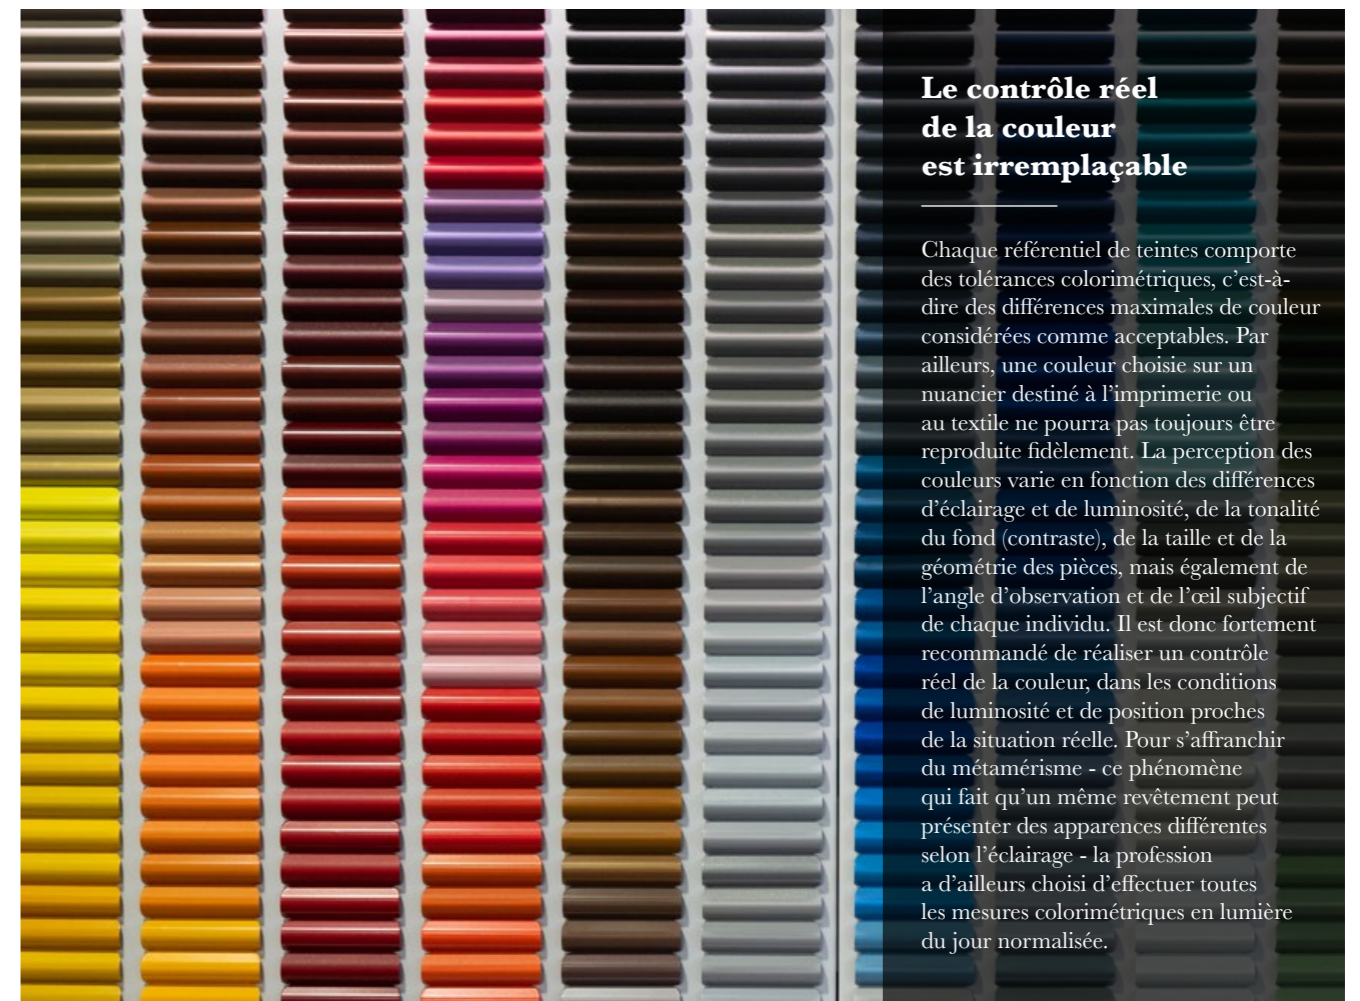 Le contrôle réel
de la couleur
est irremplaçable
Chaque référentiel de teintes comporte
des tolérances colorimétriques, c’est-à-
dire des différences maximales de couleur
considérées comme acceptables. Par
ailleurs, une couleur choisie sur un
nuancier destiné à l’imprimerie ou
au textile ne pourra pas toujours être
reproduite fidèlement. La perception des
couleurs varie en fonction des différences
d’éclairage et de luminosité, de la tonalité
du fond (contraste), de la taille et de la
géométrie des pièces, mais également de
l’angle d’observation et de l’œil subjectif
de chaque individu. Il est donc fortement
recommandé de réaliser un contrôle
réel de la couleur, dans les conditions
de luminosité et de position proches
de la situation réelle. Pour s’affranchir
du métamérisme - ce phénomène
qui fait qu’un même revêtement peut
présenter des apparences différentes
selon l’éclairage - la profession
a d’ailleurs choisi d’effectuer toutes
les mesures colorimétriques en lumière
du jour normalisée.